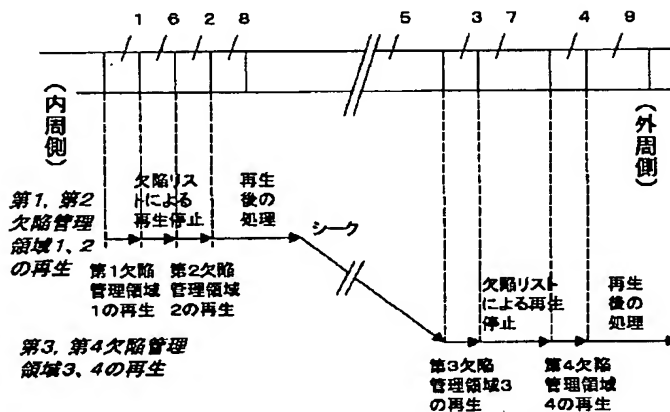 1 6 2 8 5 3 7 4 9
(内周側)
(外周側)
第1, 第2
欠陥管理
領域1、2
の再生
欠陥リス
トによる
再生停止
再生
後の
処理
シーク
第1欠陥
管理領域
1の再生
第2欠陥
管理領域
2の再生
第3, 第4欠陥管理
領域3、4の再生
欠陥リスト
による再生
停止
再生
後の
処理
第3欠陥
管理領域3
の再生
第4欠陥
管理領域
4の再生